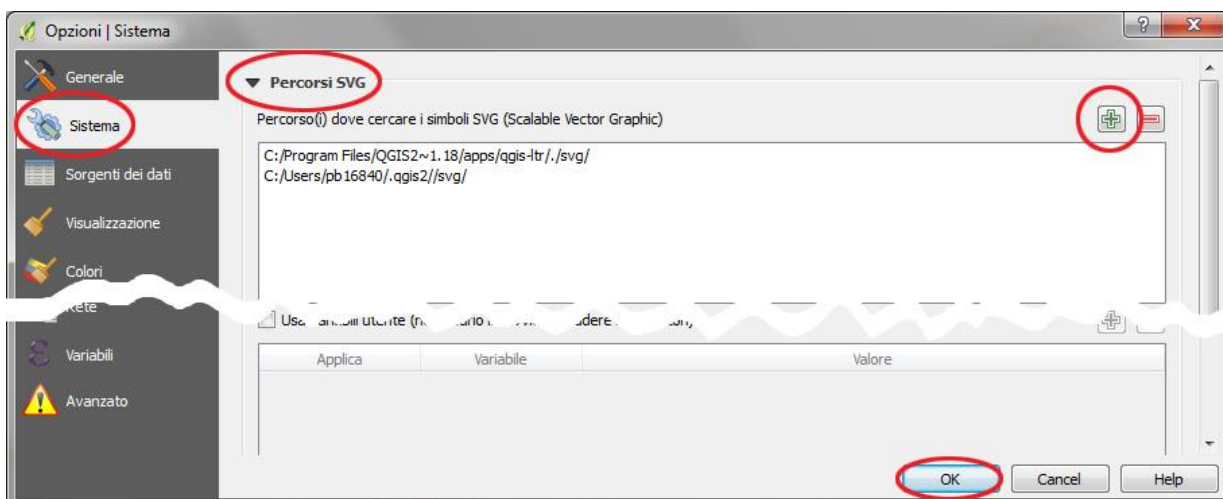 Opzioni | Sistema
Generale
Sistema
Sorgenti dei dati
Visualizzazione
Colori
Rete
Variabili
Avanzato
Percorsi SVG
Percorso(i) dove cercare i simboli SVG (Scalable Vector Graphic)
C:/Program Files/QGIS2~1.18/apps/qgis-ltr/./svg/
C:/Users/pb16840/.qgis2//svg/
utente
Applica Variabile Valore
OK Cancel Help